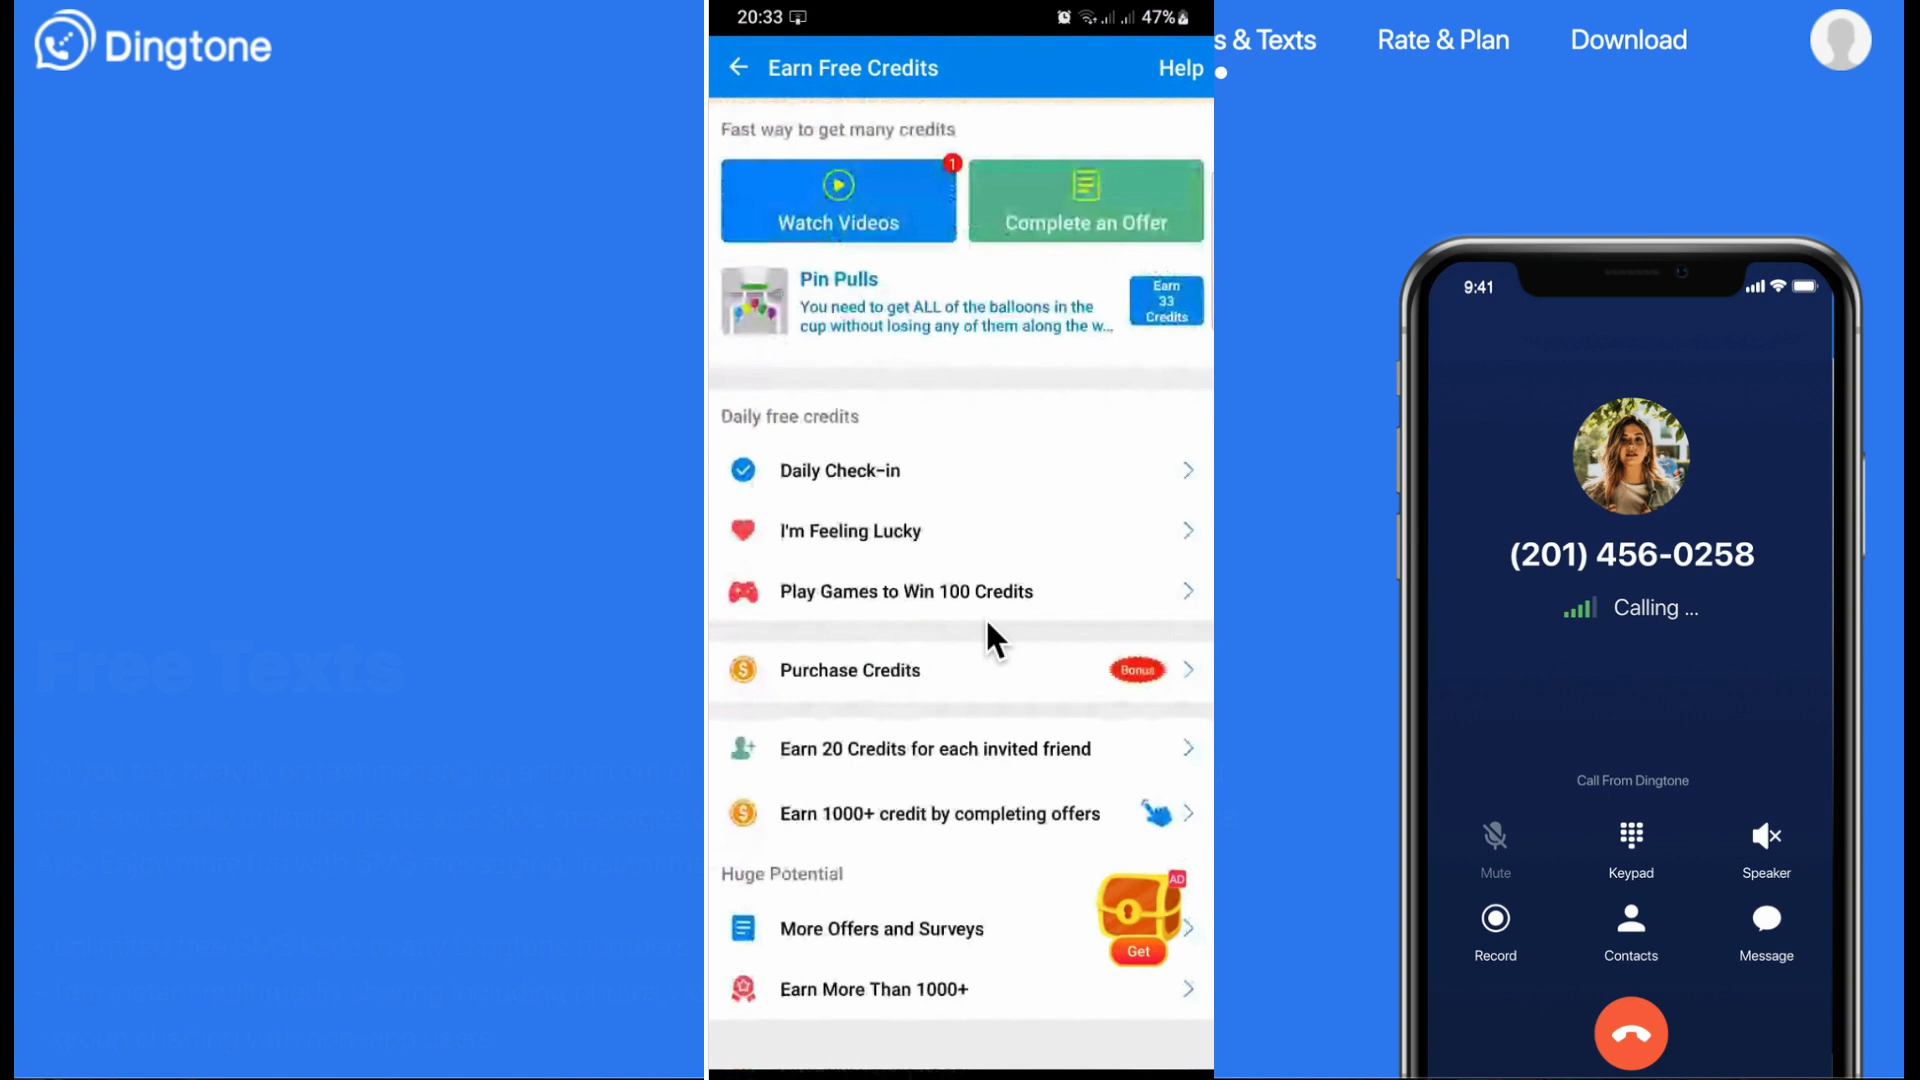 Dingtone
20:33
47%
s & Texts
Rate & Plan
Download
Earn Free Credits
Help
Fast way to get many credits
1
Watch Videos
Complete an Offer
Pin Pulls
You need to get ALL of the balloons in the
cup without losing any of them along the w...
Earn
33
Credits
Daily free credits
Daily Check-in
I'm Feeling Lucky
Play Games to Win 100 Credits
Purchase Credits
Bonus
Earn 20 Credits for each invited friend
Earn 1000+ credit by completing offers
Huge Potential
AD
More Offers and Surveys
Get
Earn More Than 1000+
Free Texts
9:41
(201) 456-0258
Calling ...
Call From Dingtone
Mute
Keypad
Speaker
Record
Contacts
Message